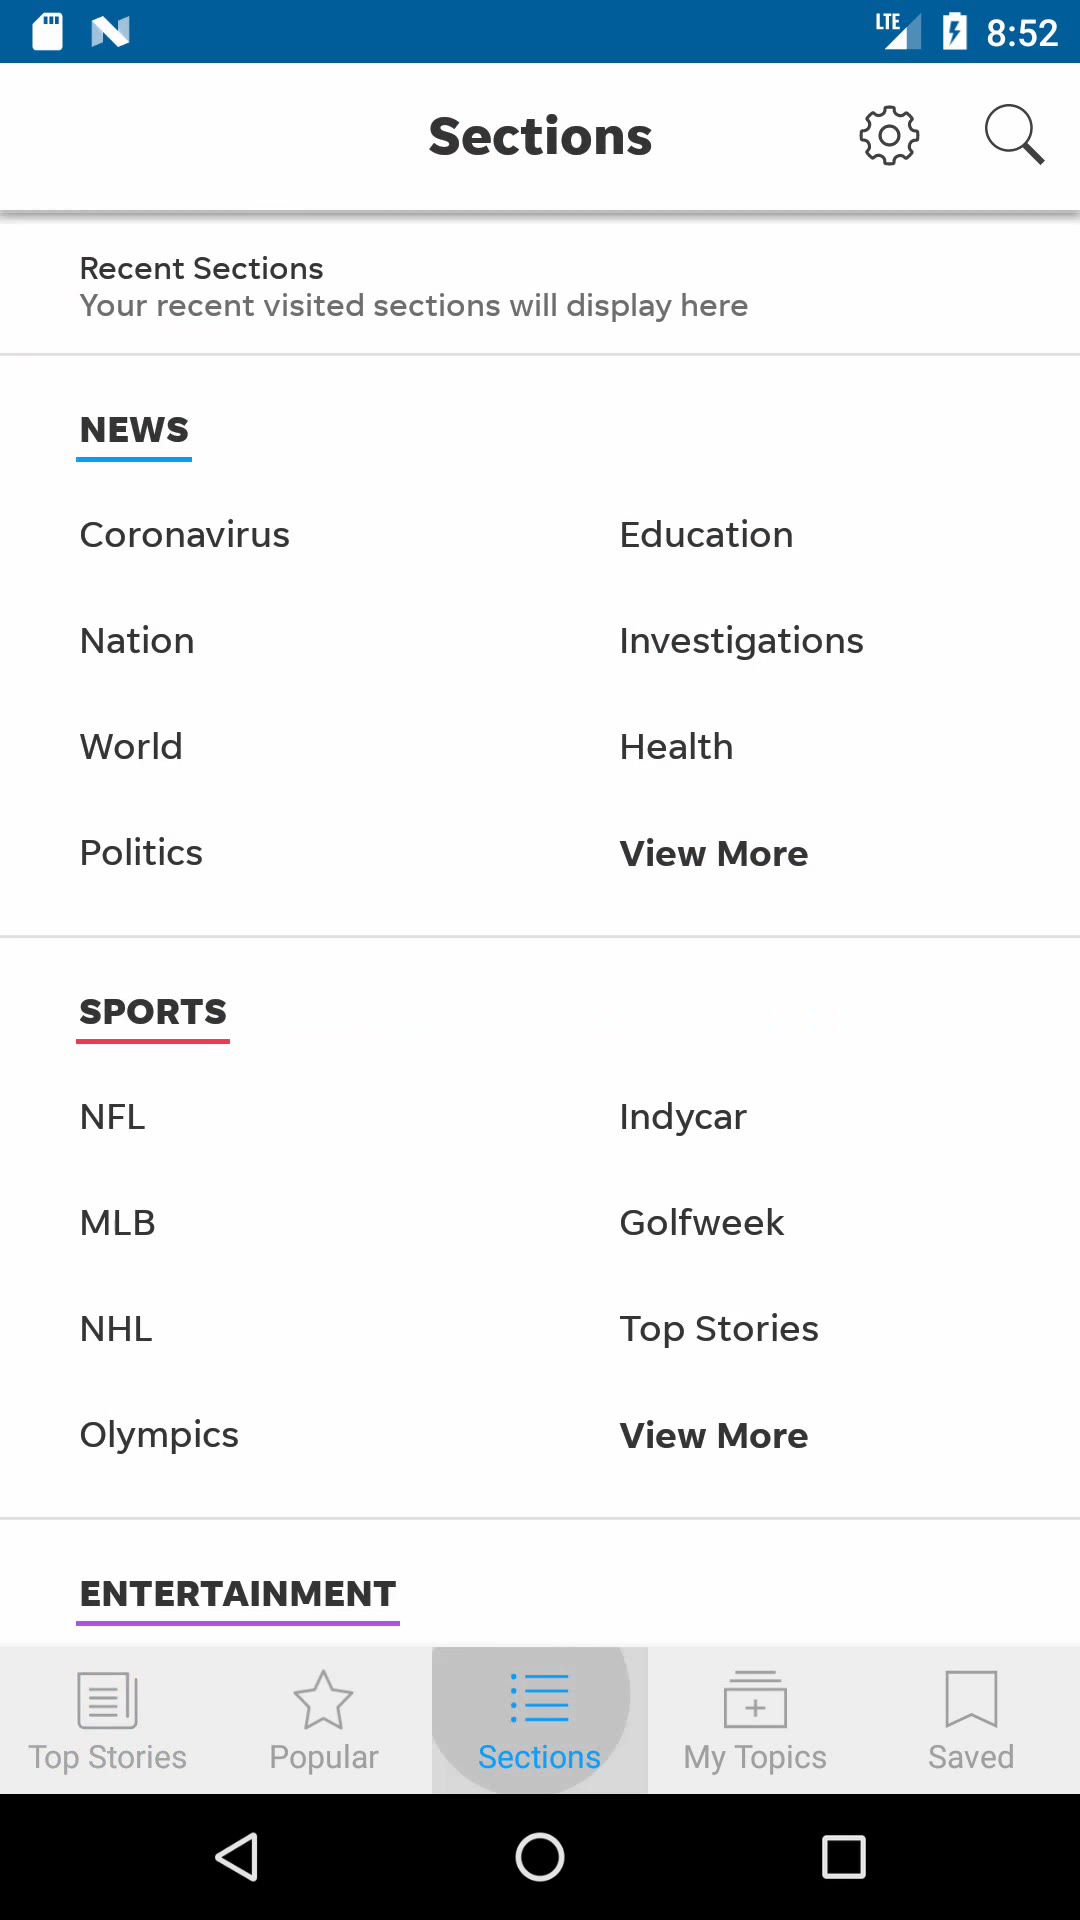 LTE 8:52
Sections
Recent Sections
Your recent visited sections will display here
NEWS
Coronavirus Education
Nation Investigations
World Health
Politics View More
SPORTS
NFL Indycar
MLB Golfweek
NHL Top Stories
Olympics View More
ENTERTAINMENT
Top Stories Popular Sections My Topics Saved